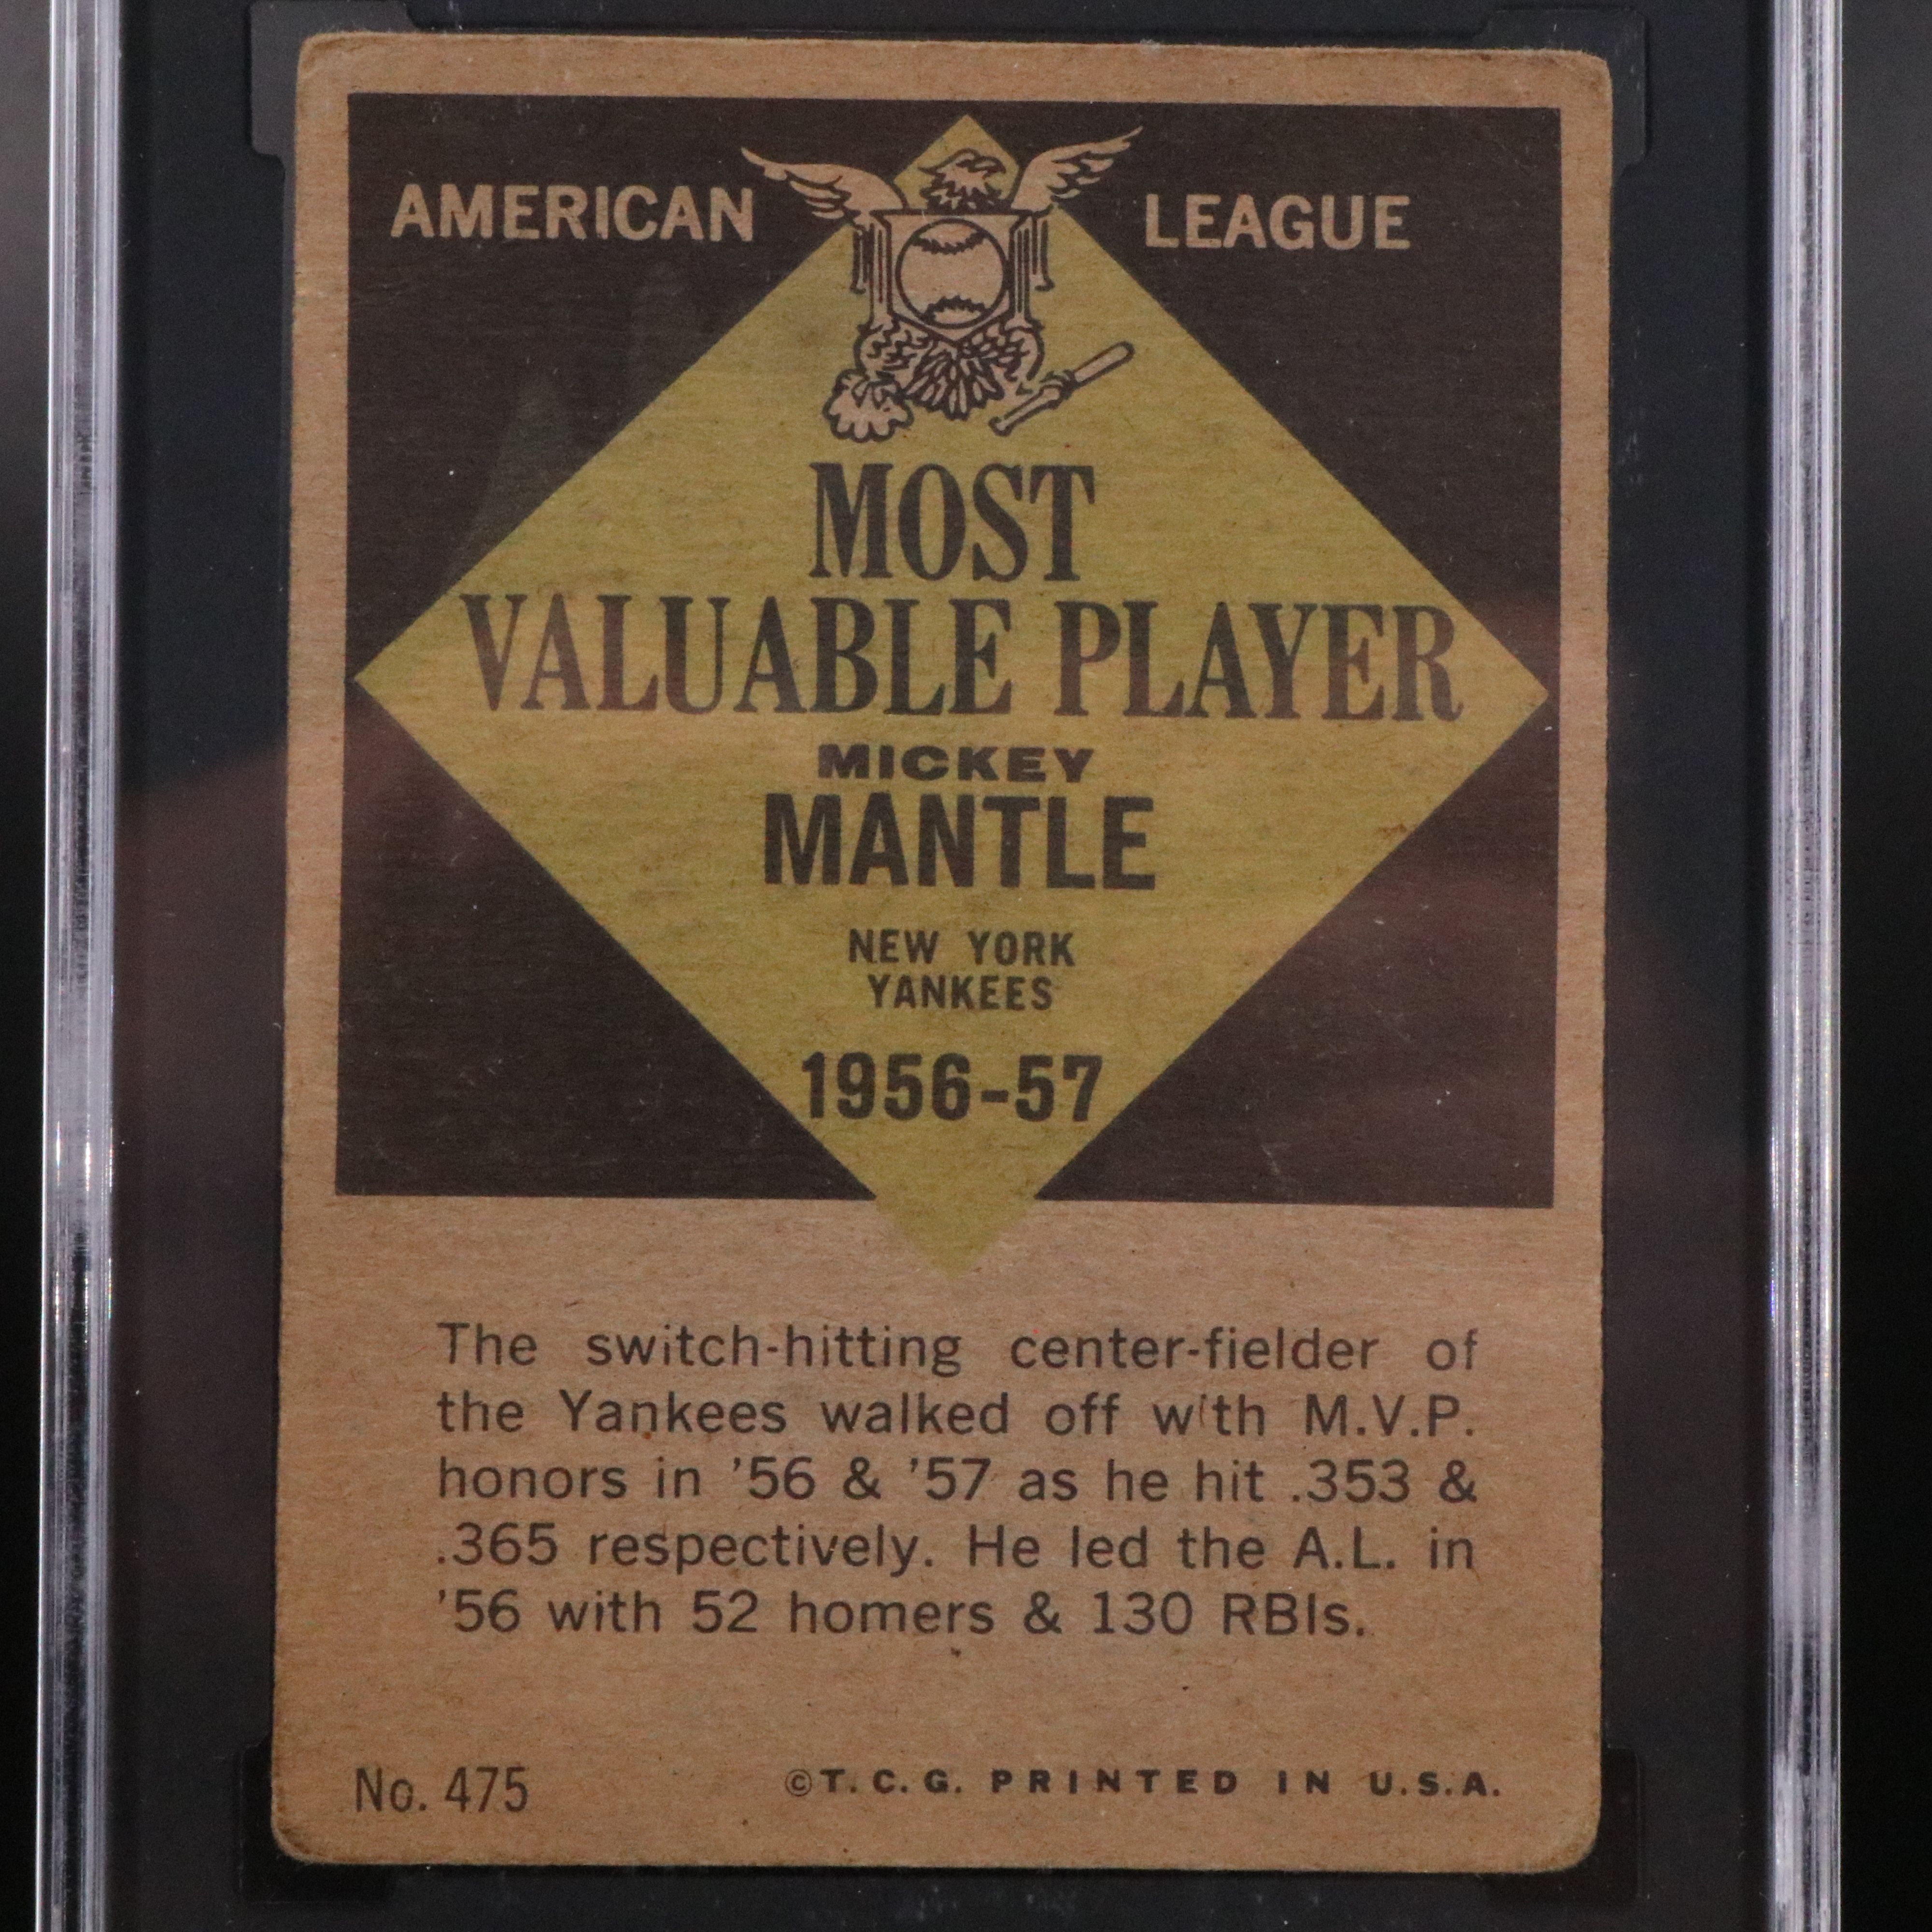 AMERICAN LEAGUE
MOST
VALUABLE PLAYER
MICKEY
MANTLE
NEW YORK
YANKEES
1956-57
The switch-hitting center-fielder of
the Yankees walked off with M.V.P.
honors in '56 & '57 as he hit .353 &
.365 respectively. He led the A.L. in
'56 with 52 homers & 130 RBIs.
No. 475 ©T.C.G. PRINTED IN U.S.A.